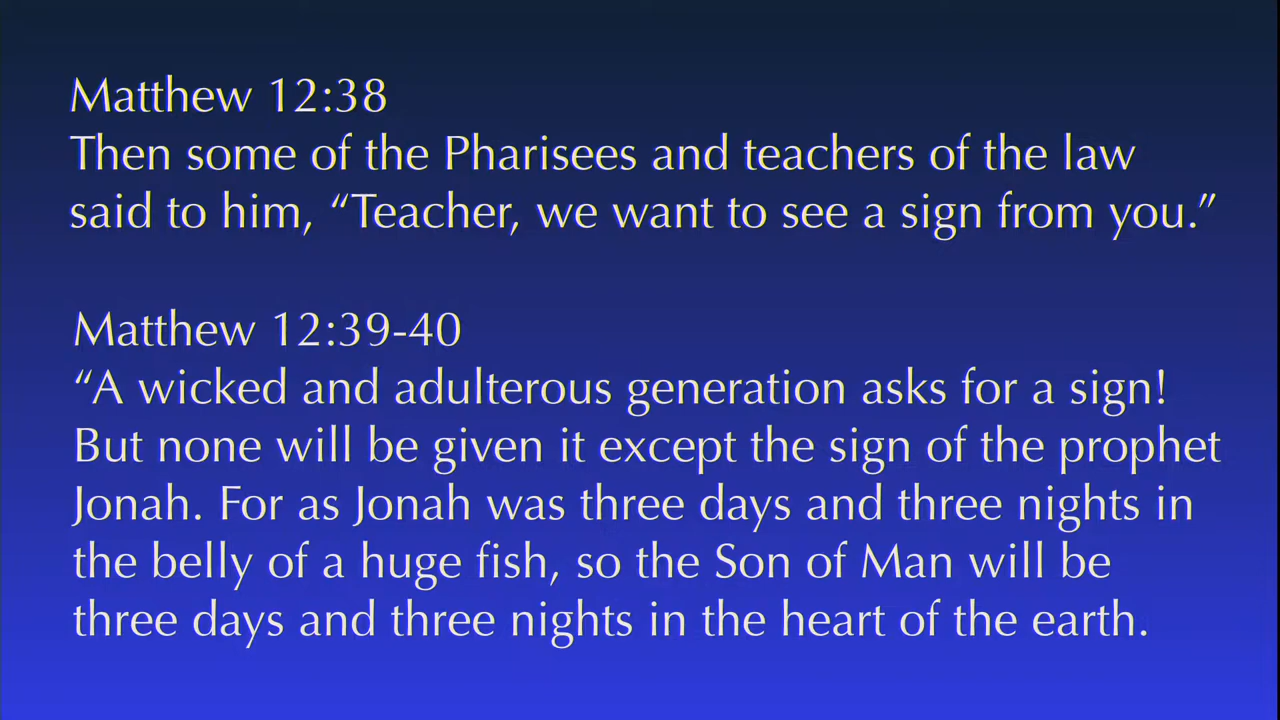 Matthew 12:38
Then some of the Pharisees and teachers of the law
said to him, “Teacher, we want to see a sign from you.”
Matthew 12:39-40
“A wicked and adulterous generation asks for a sign!
But none will be given it except the sign of the prophet
Jonah. For as Jonah was three days and three nights in
the belly of a huge fish, so the Son of Man will be
three days and three nights in the heart of the earth.